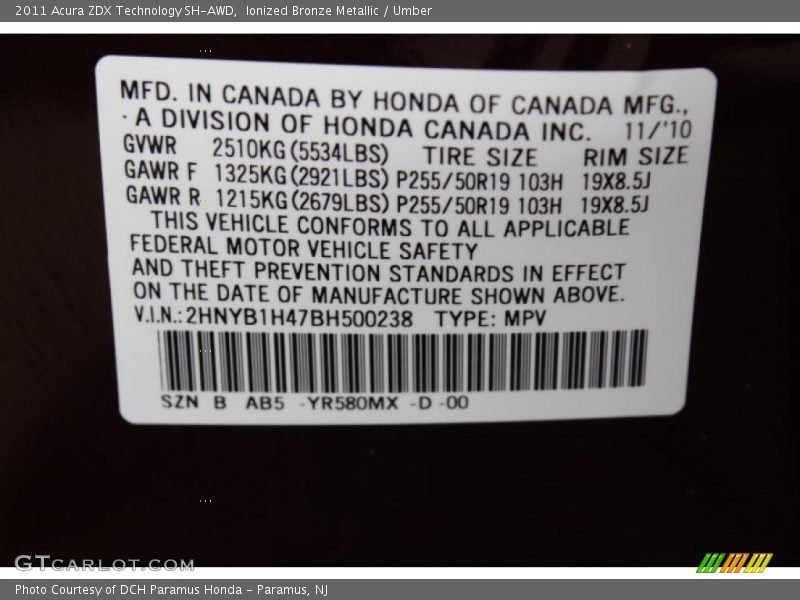 2011 Acura ZDX Technology SH-AWD,  Ionized Bronze Metallic / Umber
MFD. IN CANADA BY HONDA OF CANADA MFG.,
A DIVISION OF HONDA CANADA INC. 11/'10
GVWR 2510KG(5534LBS) TIRE SIZE RIM SIZE
GAWR F 1325KG(2921LBS) P255/50R19 103H 19X8.5J
GAWR R 1215KG(2679LBS) P255/50R19 103H 19X8.5J
THIS VEHICLE CONFORMS TO ALL APPLICABLE
FEDERAL MOTOR VEHICLE SAFETY
AND THEFT PREVENTION STANDARDS IN EFFECT
ON THE DATE OF MANUFACTURE SHOWN ABOVE.
V.I.N.:2HNYB1H47BH500238 TYPE: MPV
SZN B AB5 -YR580MX -D -00
GTCARLOT.COM
Photo Courtesy of DCH Paramus Honda - Paramus, NJ